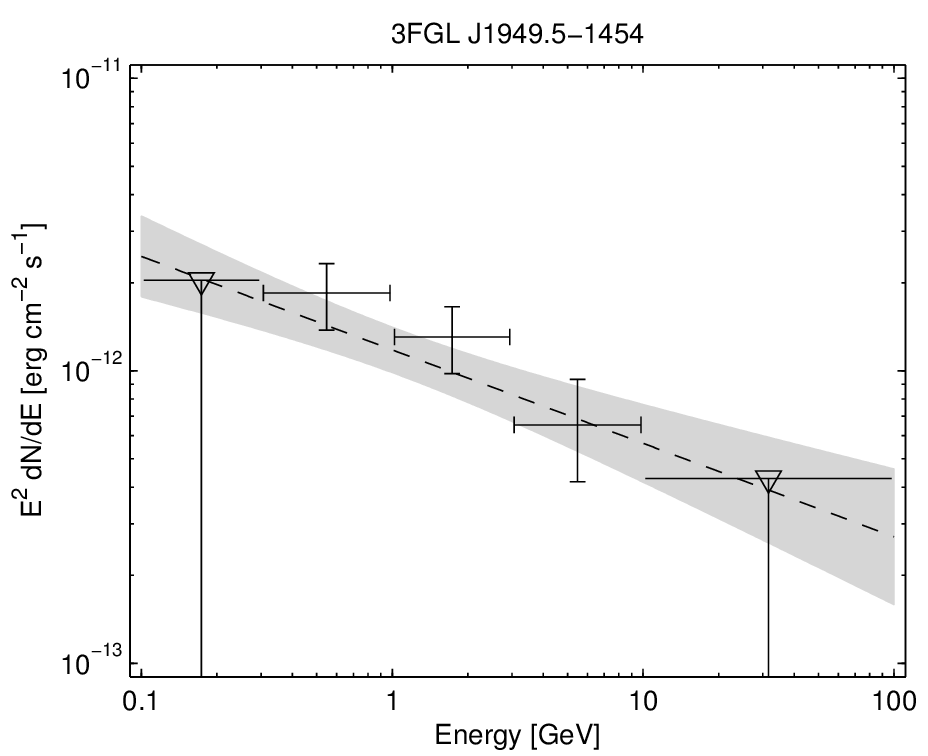 3FGL J1949.5−1454
10⁻¹¹
10⁻¹²
10⁻¹³
E² dN/dE [erg cm⁻² s⁻¹]
0.1 1 10 100
Energy [GeV]